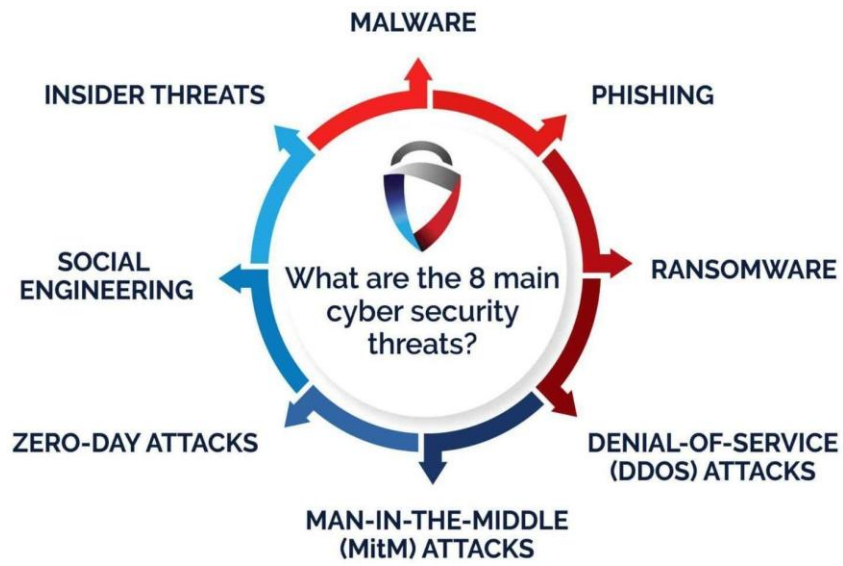 MALWARE
INSIDER THREATS
PHISHING
What are the 8 main
cyber security
threats?
SOCIAL
ENGINEERING
RANSOMWARE
ZERO-DAY ATTACKS
DENIAL-OF-SERVICE
(DDOS) ATTACKS
MAN-IN-THE-MIDDLE
(MitM) ATTACKS